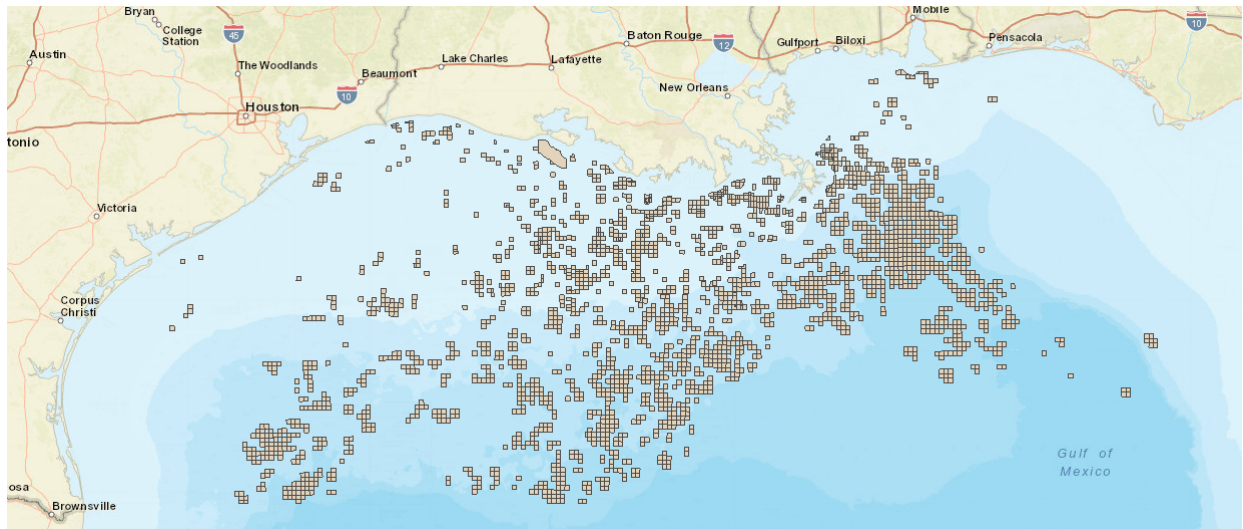 Bryan
College
Station
45
Austin
The Woodlands
Beaumont
Lake Charles
Lafayette
Baton Rouge
12
Gulfport
Biloxi
Mobile
Pensacola
10
10
Houston
New Orleans
tonio
Victoria
Corpus
Christi
Gulf of
Mexico
osa
Brownsville